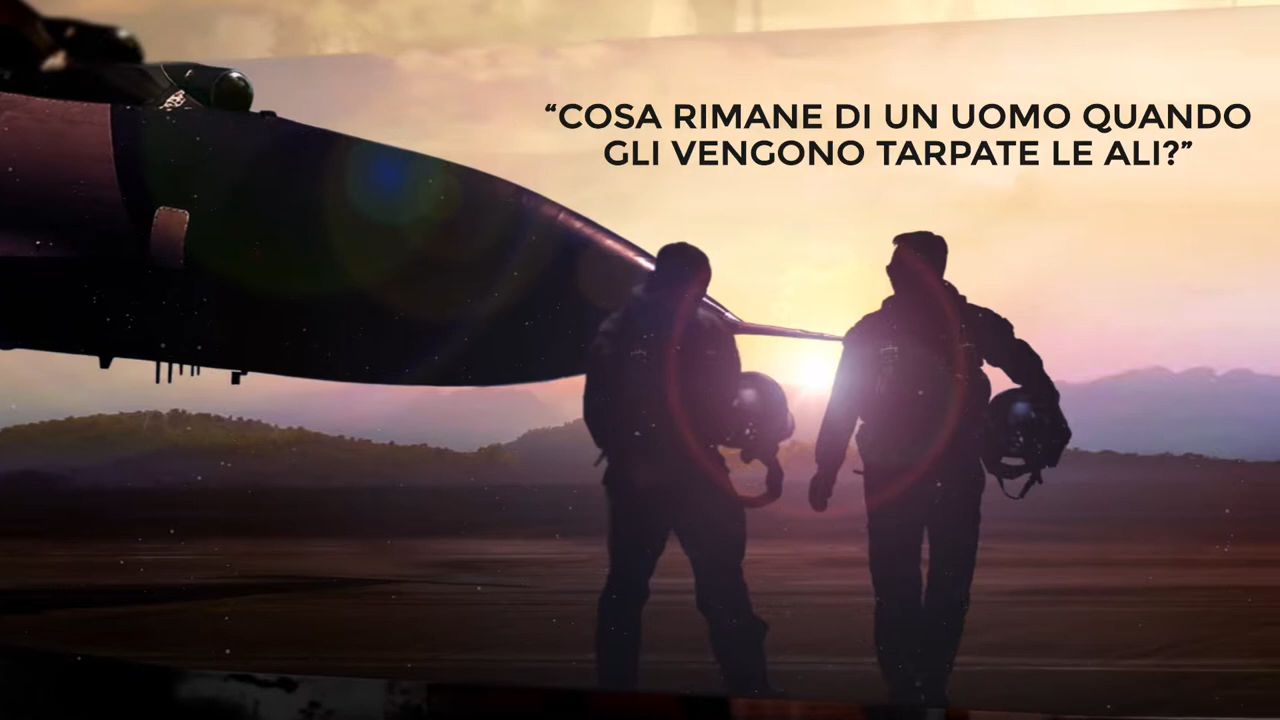 “COSA RIMANE DI UN UOMO QUANDO
GLI VENGONO TARPATE LE ALI?”